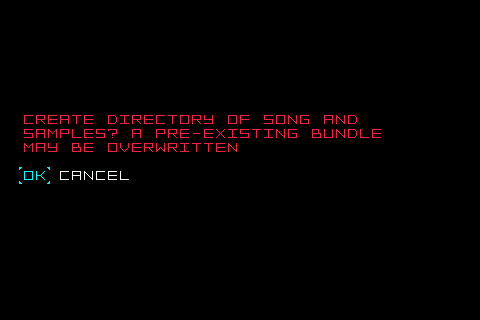 CREATE DIRECTORY OF SONG AND
SAMPLES? A PRE-EXISTING BUNDLE
MAY BE OVERWRITTEN
OK CANCEL